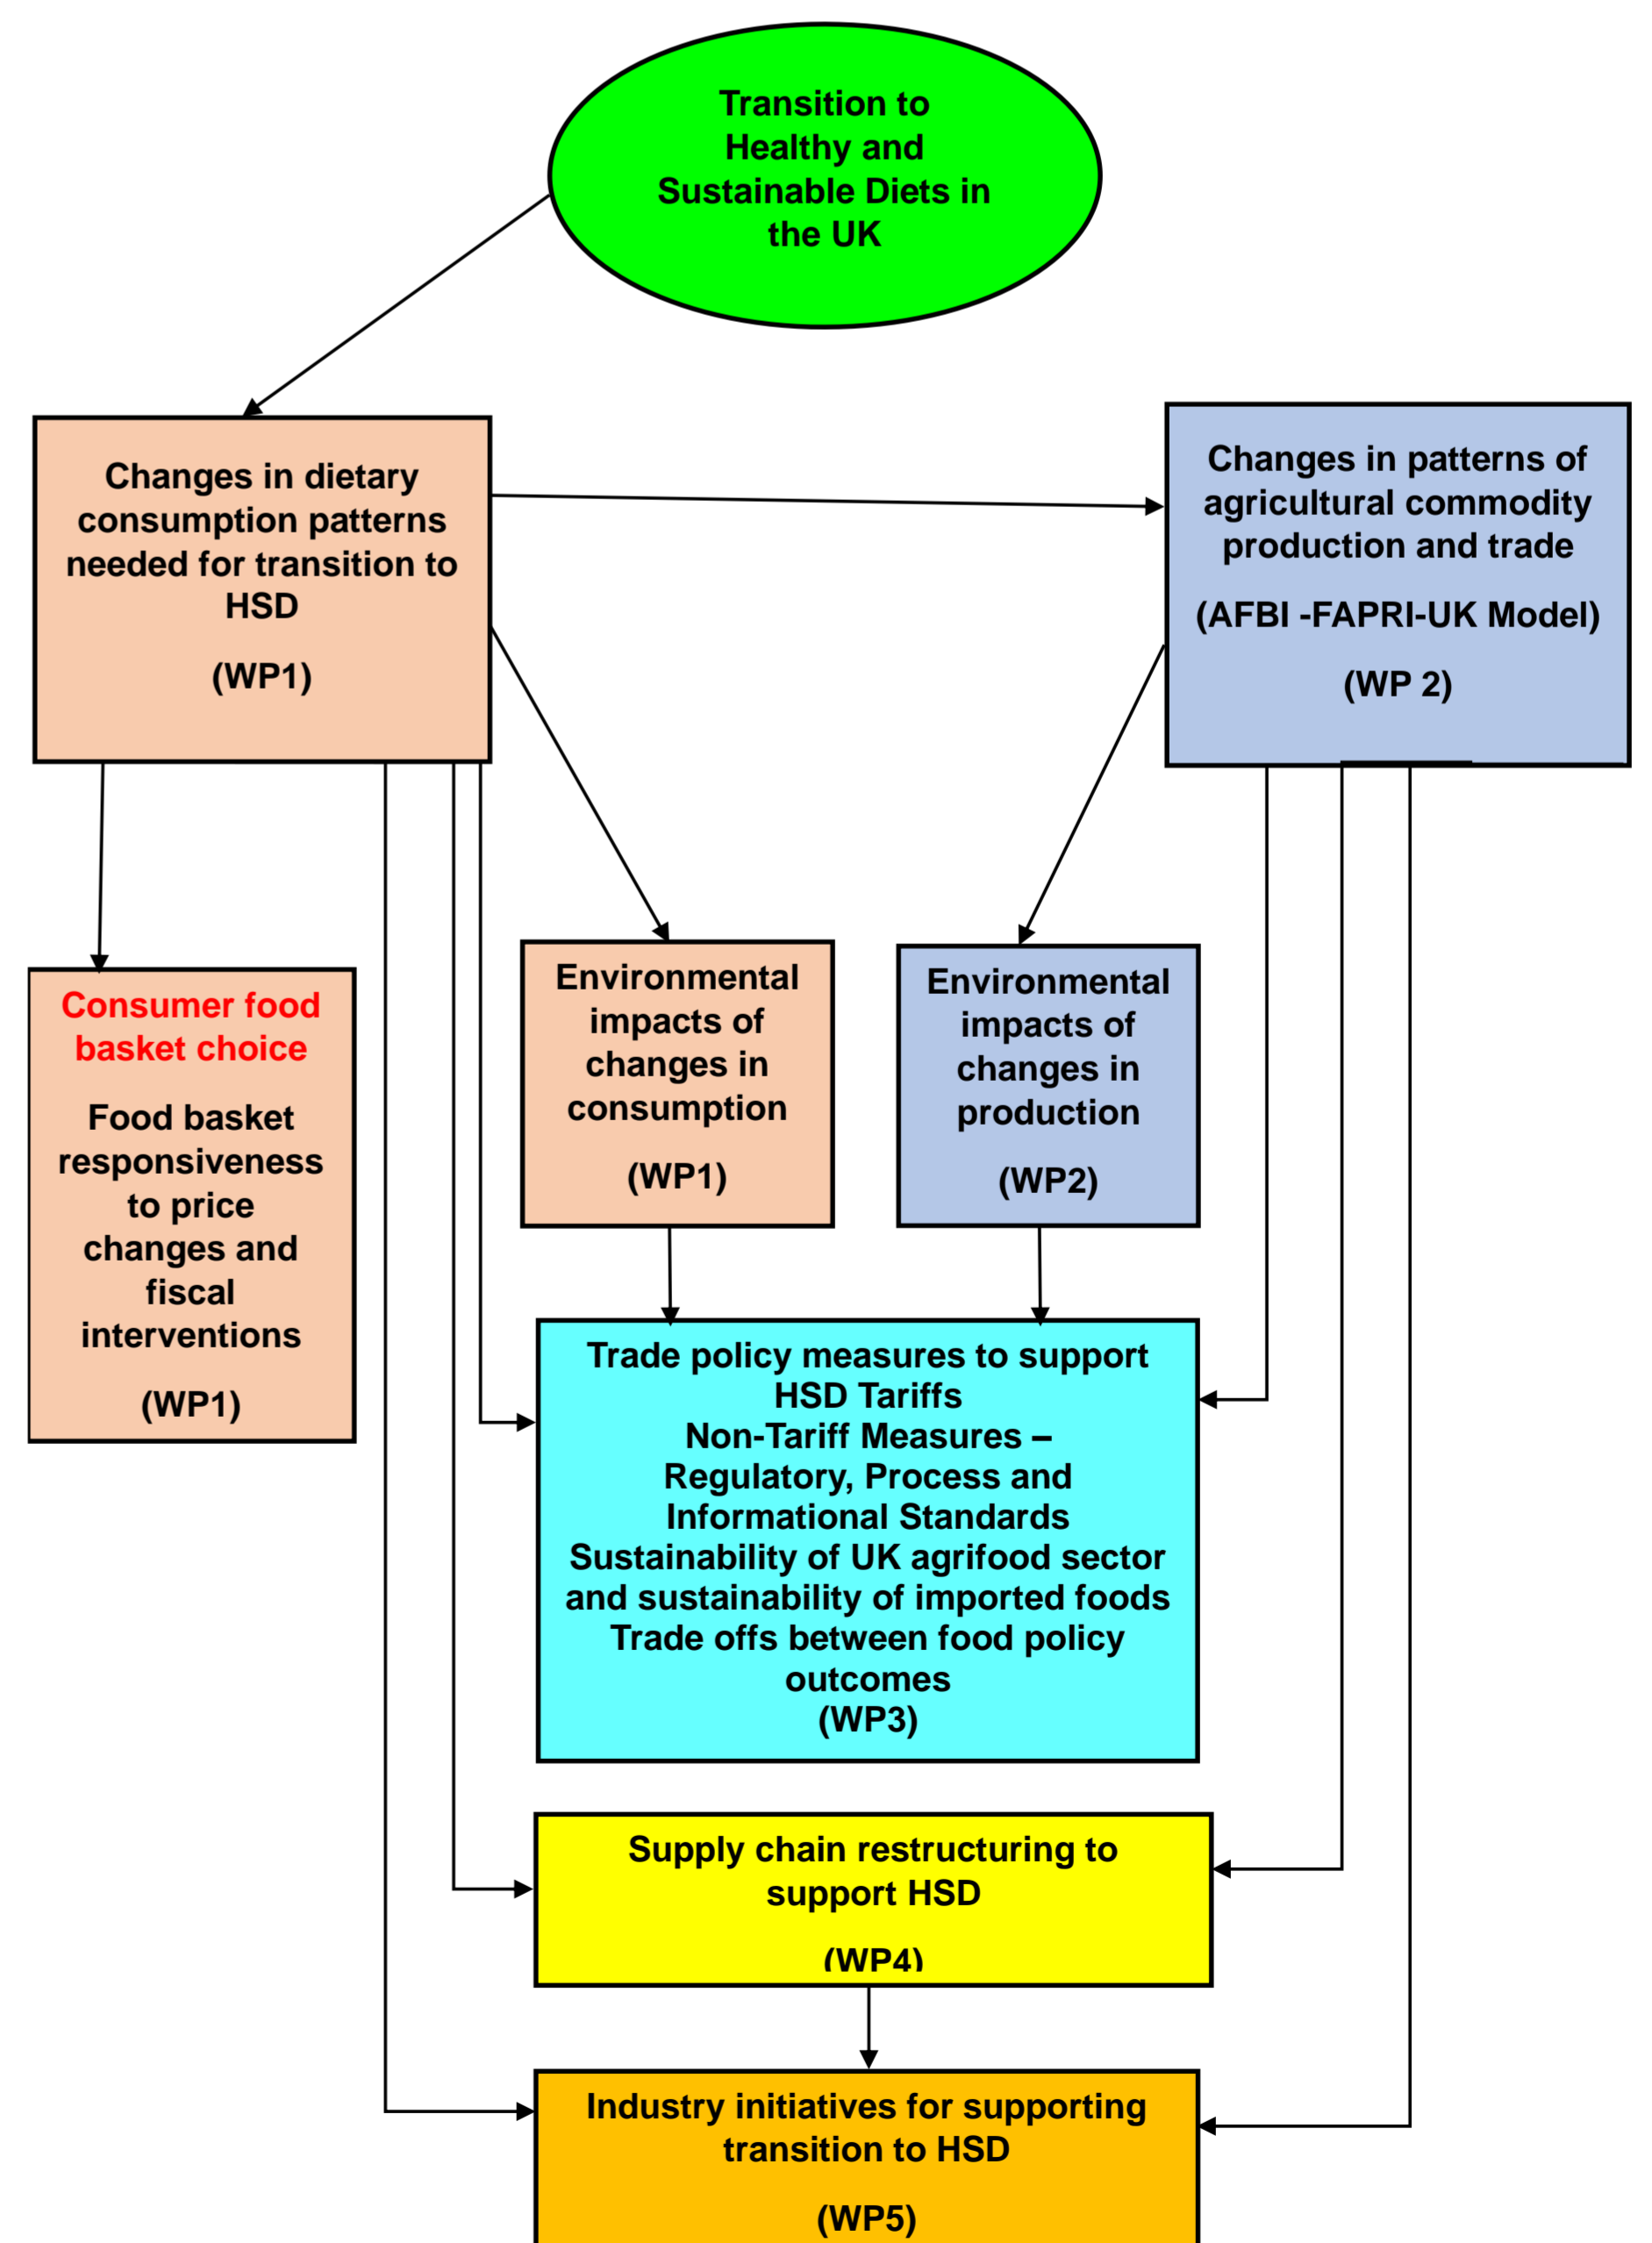 Transition to
Healthy and
Sustainable Diets in
the UK
Changes in dietary
consumption patterns
needed for transition to
HSD
(WP1)
Changes in patterns of
agricultural commodity
production and trade
(AFBI -FAPRI-UK Model)
(WP 2)
Consumer food
basket choice
Food basket
responsiveness
to price
changes and
fiscal
interventions
(WP1)
Environmental
impacts of
changes in
consumption
(WP1)
Environmental
impacts of
changes in
production
(WP2)
Trade policy measures to support
HSD Tariffs
Non-Tariff Measures –
Regulatory, Process and
Informational Standards
Sustainability of UK agrifood sector
and sustainability of imported foods
Trade offs between food policy
outcomes
(WP3)
Supply chain restructuring to
support HSD
(WP4)
Industry initiatives for supporting
transition to HSD
(WP5)